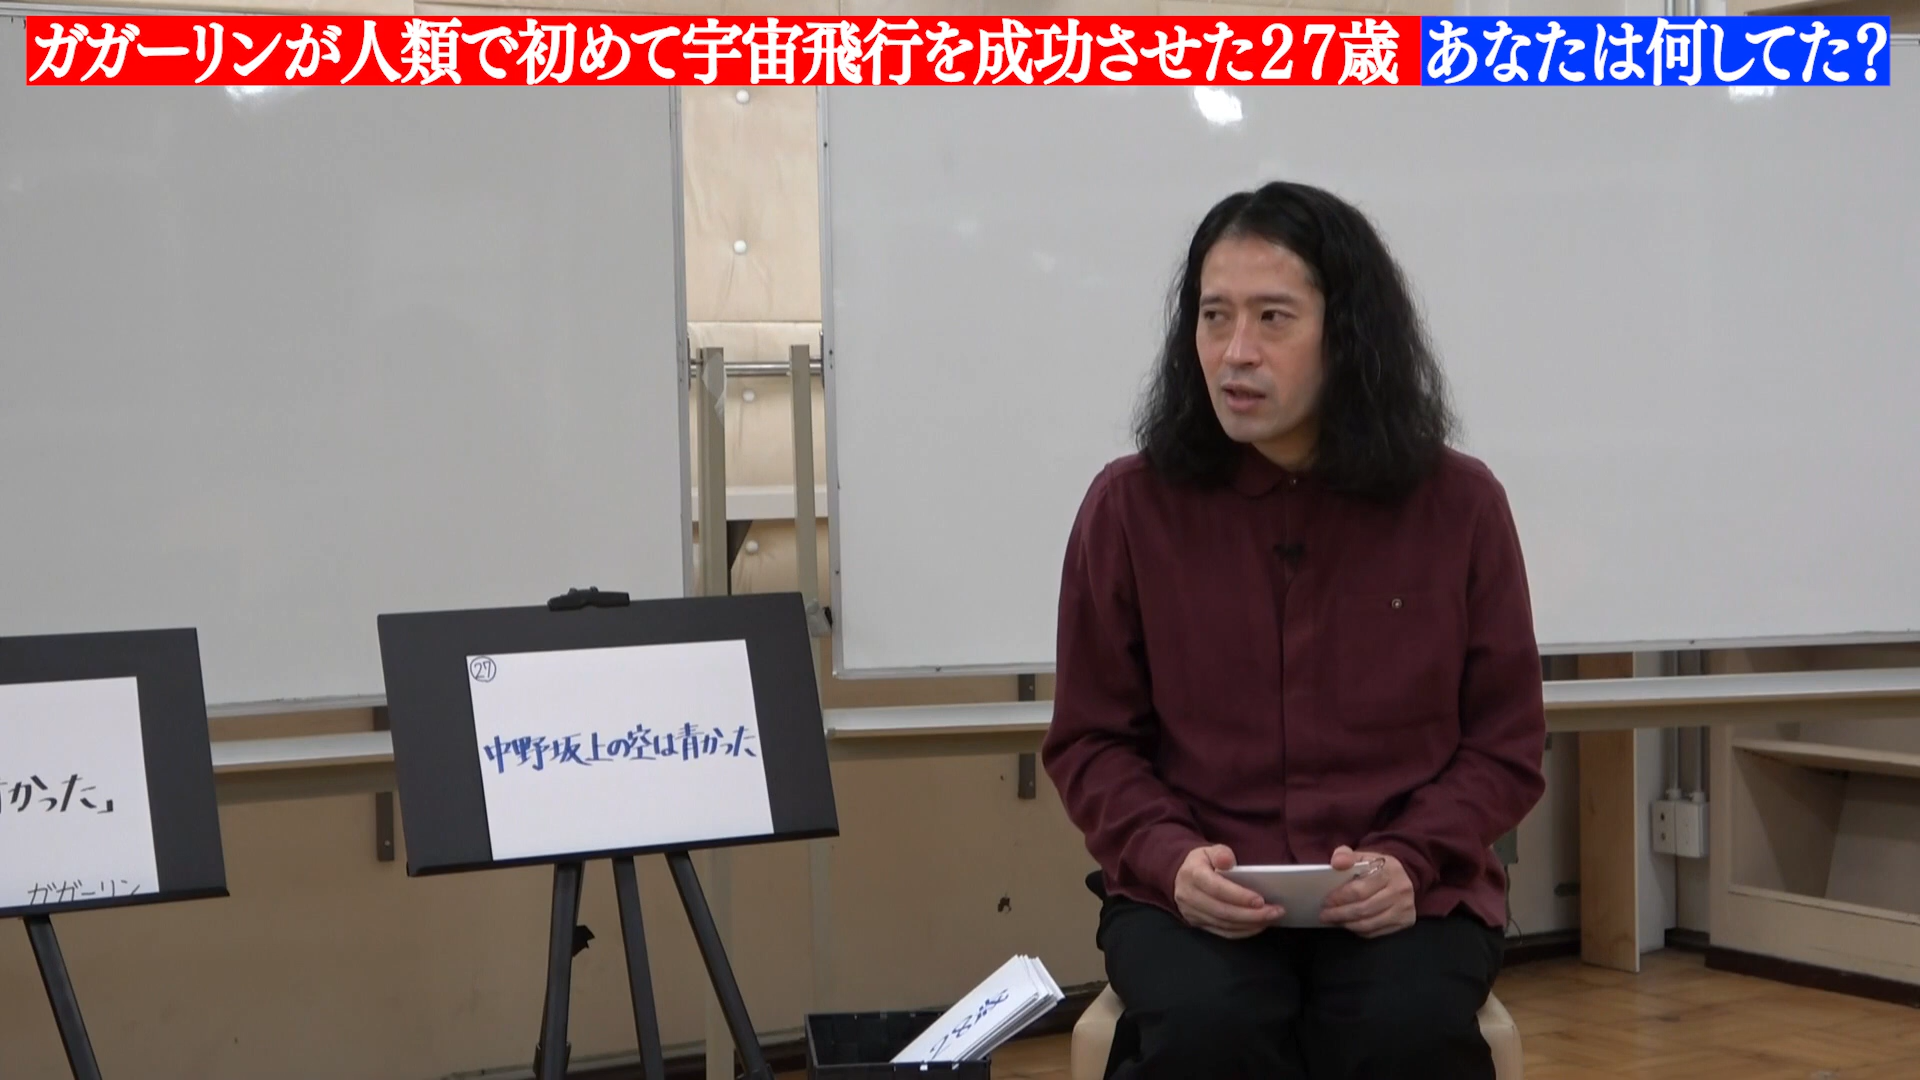 ガガーリンが人類で初めて宇宙飛行を成功させた27歳 あなたは何してた?
㉗
中野坂上の空は青かった
かった」
ガガーリン